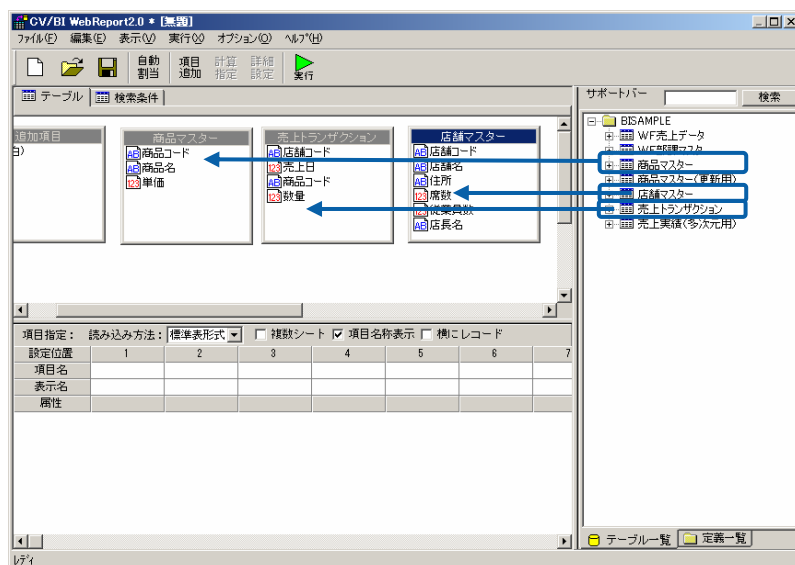 CV/BI WebReport2.0 * [無題]
ファイル(F) 編集(E) 表示(V) 実行(X) オプション(O) ヘルプ(H)
自動割当 項目追加 計算指定 詳細設定 実行
テーブル 検索条件
追加項目
商品マスター
商品コード
商品名
単価
売上トランザクション
店舗コード
売上日
商品コード
数量
店舗マスター
店舗コード
店舗名
住所
席数
従業員数
店長名
項目指定: 読み込み方法: 標準表形式 複数シート 項目名称表示 横にレコード
設定位置 1 2 3 4 5 6 7
項目名
表示名
属性
サポートバー 検索
BISAMPLE
WF売上データ
WF部課マスタ
商品マスター
商品マスター(更新用)
店舗マスター
売上トランザクション
売上実績(多次元用)
テーブル一覧 定義一覧
レディ